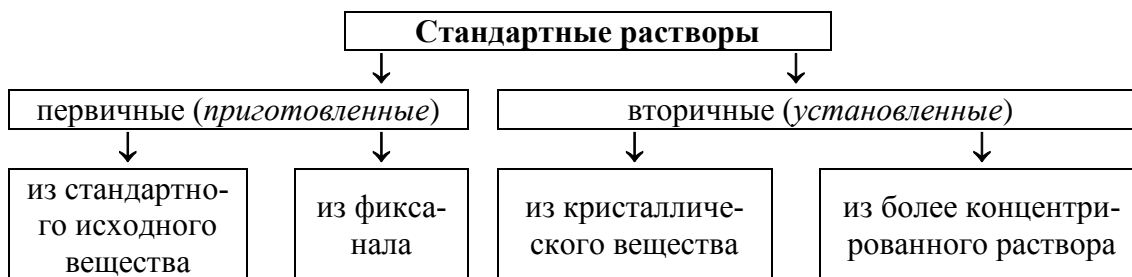 Стандартные растворы
первичные (приготовленные)
вторичные (установленные)
из стандартно-
го исходного
вещества
из фикса-
нала
из кристалличе-
ского вещества
из более концентри-
рованного раствора